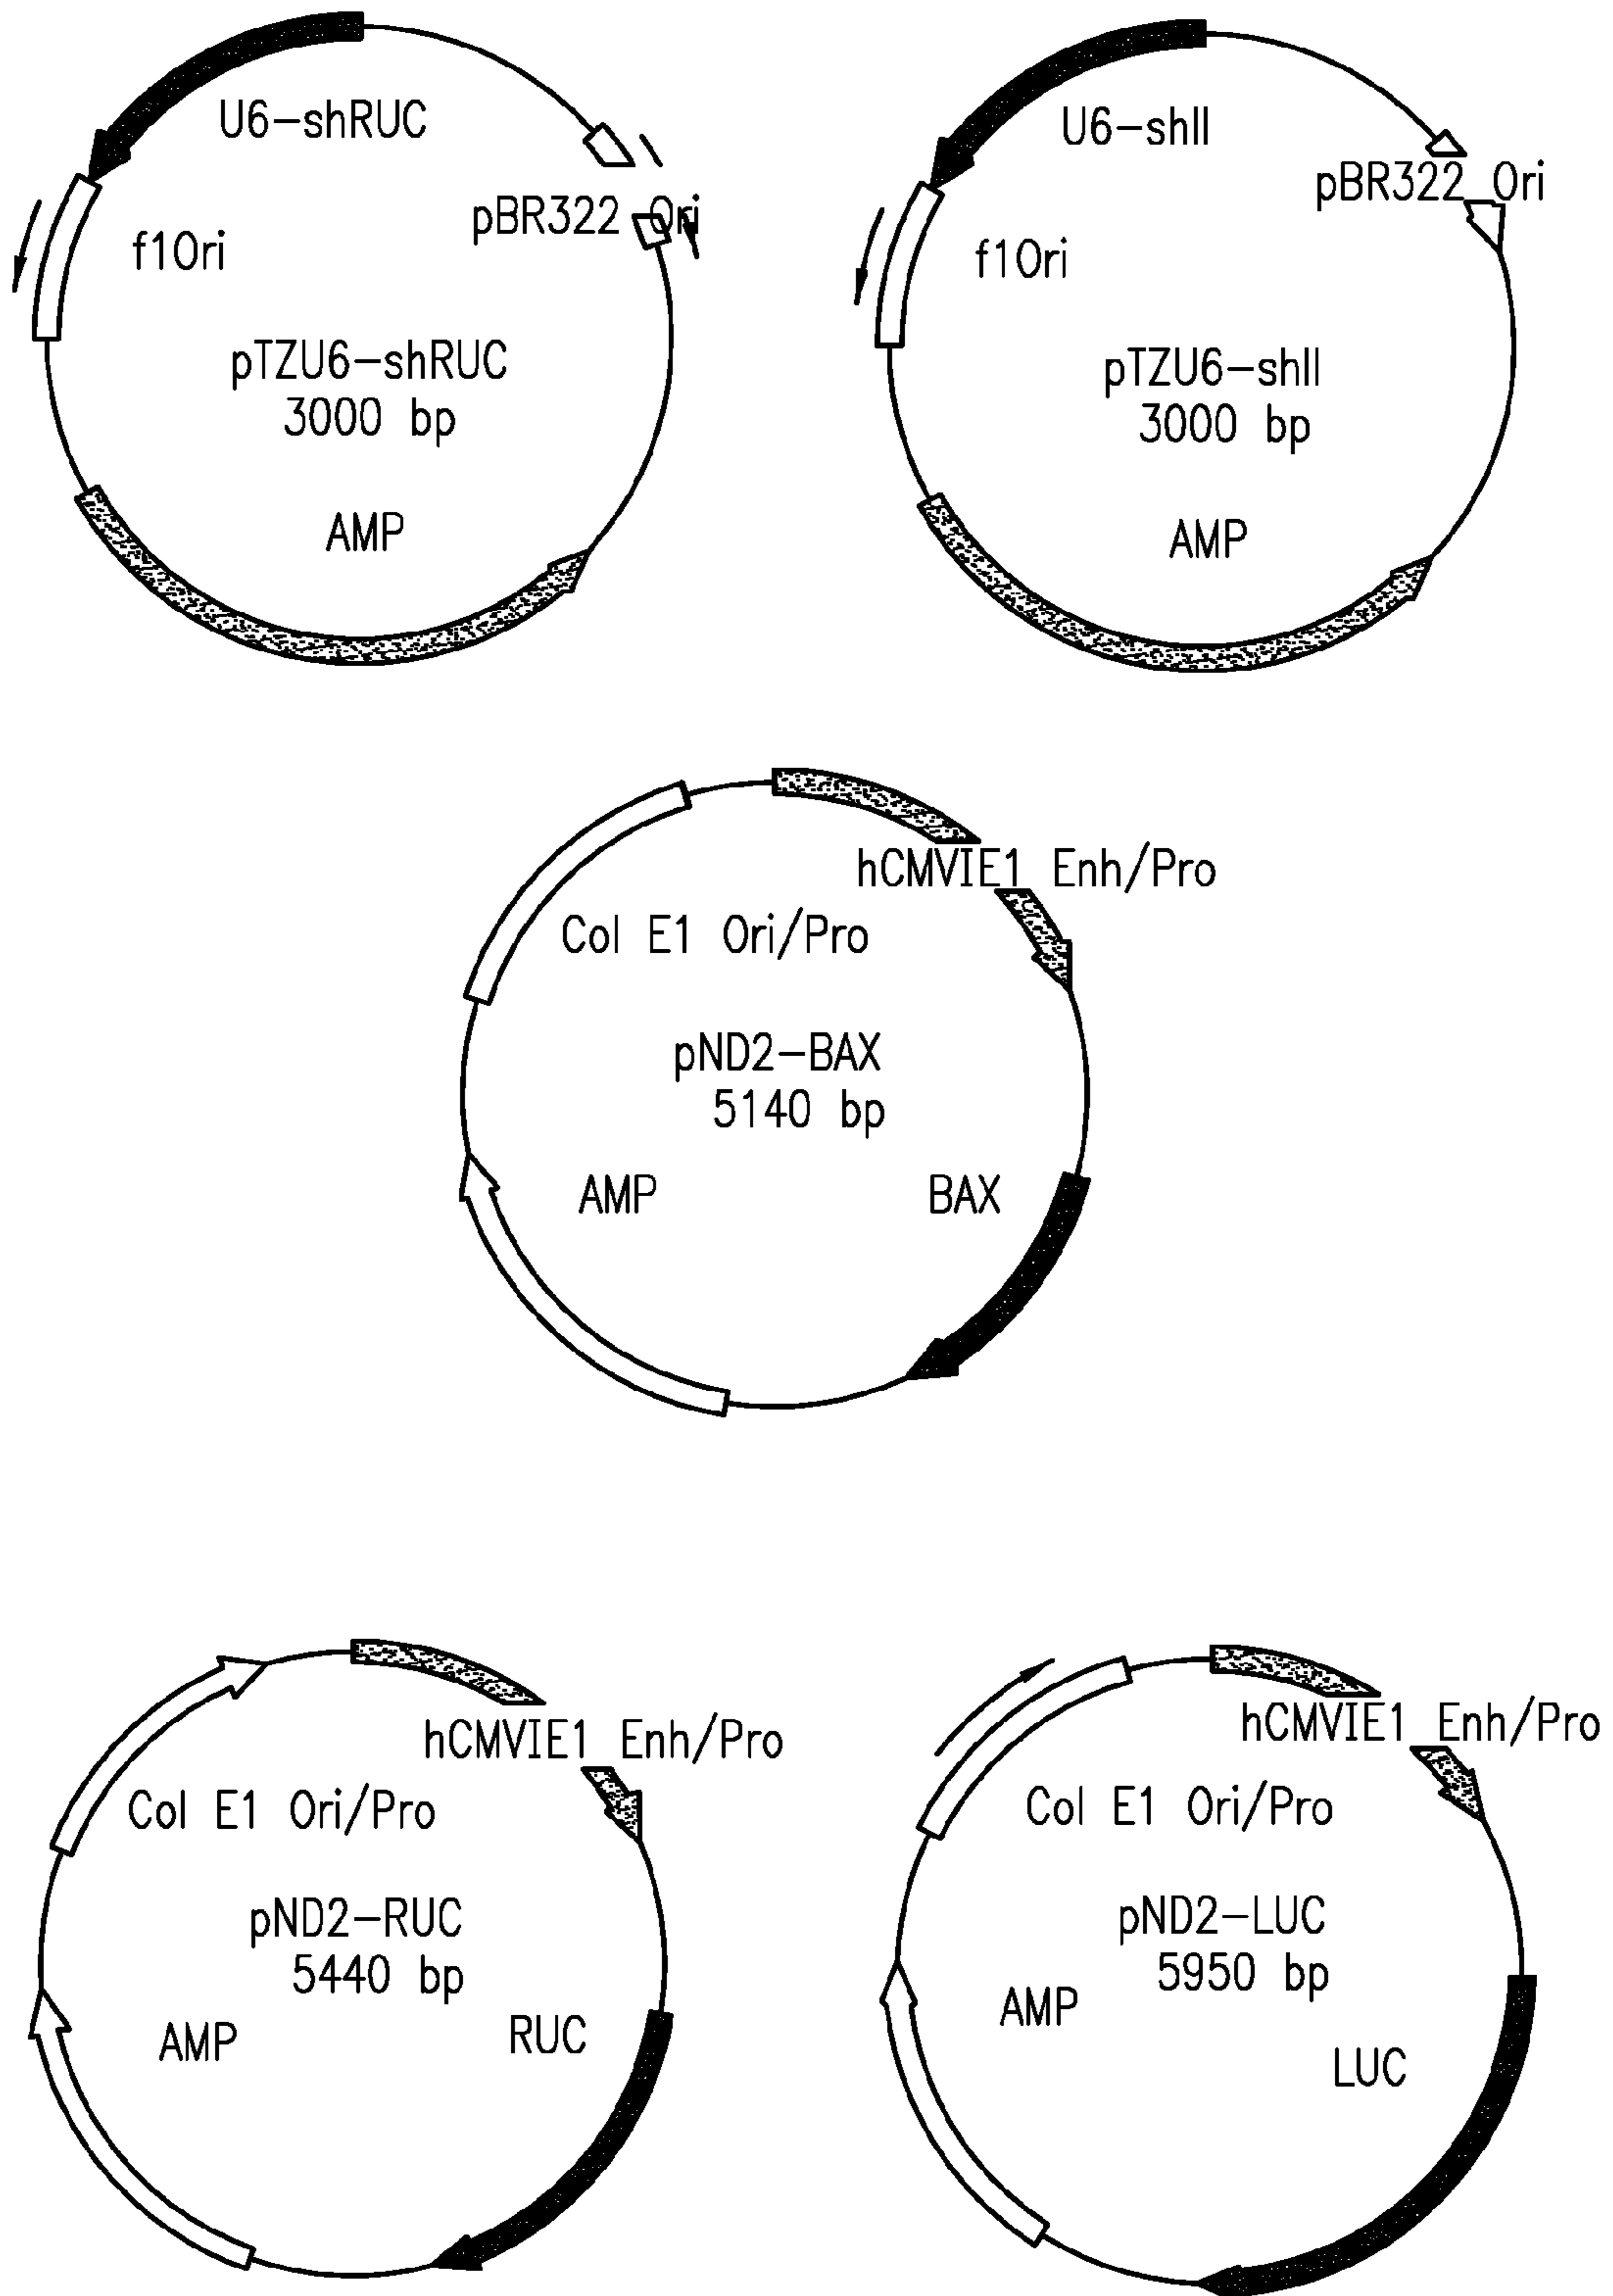 U6-shRUC
pBR322 Ori
f1Ori
pTZU6-shRUC
3000 bp
AMP
U6-shII
pBR322 Ori
f1Ori
pTZU6-shII
3000 bp
AMP
hCMVIE1 Enh/Pro
Col E1 Ori/Pro
pND2-BAX
5140 bp
AMP
BAX
hCMVIE1 Enh/Pro
Col E1 Ori/Pro
pND2-RUC
5440 bp
RUC
AMP
hCMVIE1 Enh/Pro
Col E1 Ori/Pro
pND2-LUC
5950 bp
AMP
LUC